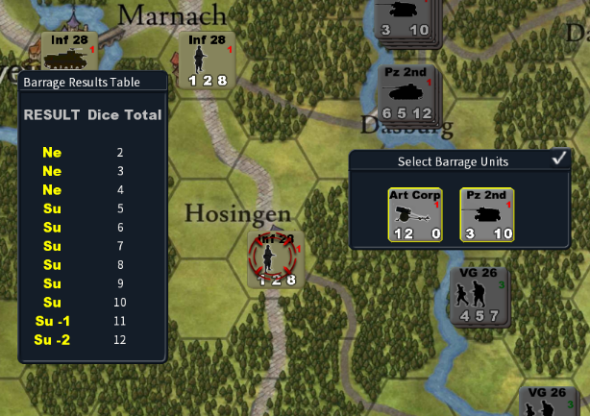 Marnach
Inf 28
1
Inf 28
1
1 2 8
3 10
Pz 2nd
1
6 5 12
Dasburg
Barrage Results Table
RESULT Dice Total
Ne 2
Ne 3
Ne 4
Su 5
Su 6
Su 7
Su 8
Su 9
Su 10
Su -1 11
Su -2 12
Select Barrage Units
Art Corp
1
12 0
Pz 2nd
1
3 10
Hosingen
Inf 28
1
1 2 8
VG 26
3
4 5 7
VG 26
3